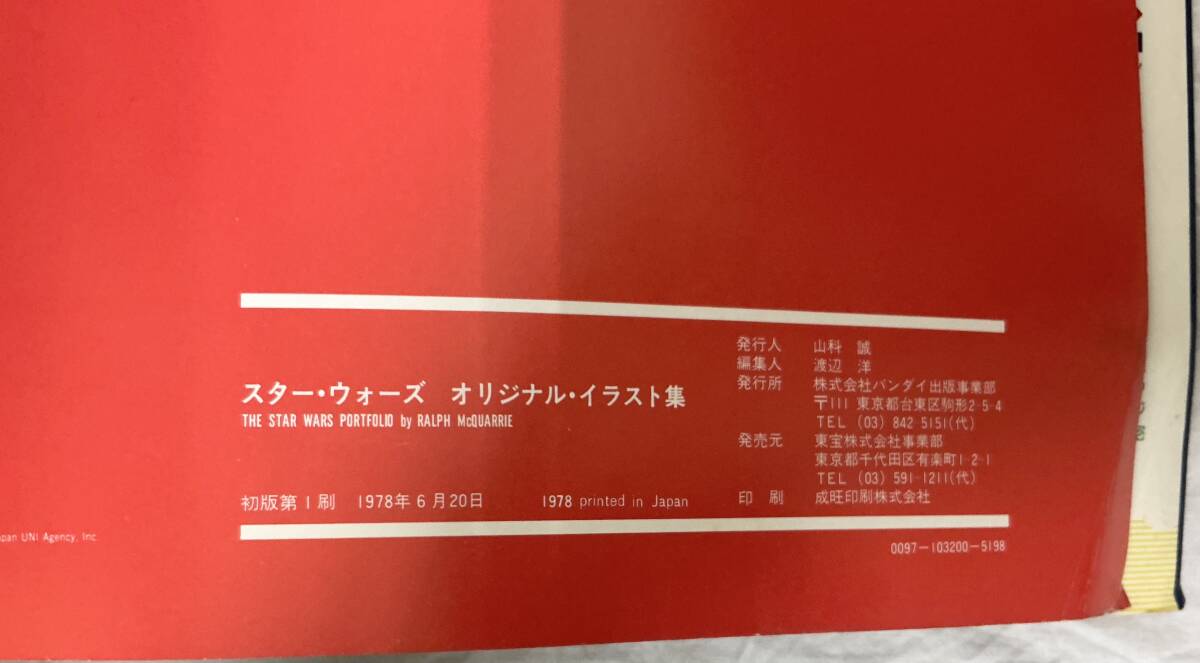 スター・ウォーズ オリジナル・イラスト集
THE STAR WARS PORTFOLIO by RALPH McQUARRIE
初版第1刷 1978年6月20日 1978 printed in Japan
発行人 山科 誠
編集人 渡辺 洋
発行所 株式会社バンダイ出版事業部
〒111 東京都台東区駒形2-5-4
TEL (03) 842 5151(代)
発売元 東宝株式会社事業部
東京都千代田区有楽町1-2-1
TEL (03) 591-1211(代)
印 刷 成旺印刷株式会社
0097-103200-5198
apan UNI Agency, Inc.